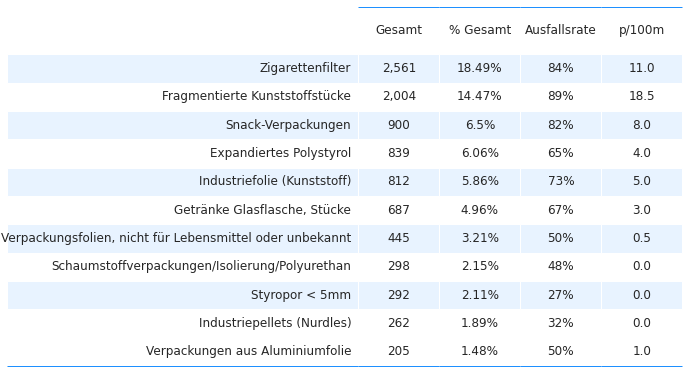 Gesamt % Gesamt Ausfallsrate p/100m
Zigarettenfilter 2,561 18.49% 84% 11.0
Fragmentierte Kunststoffstücke 2,004 14.47% 89% 18.5
Snack-Verpackungen 900 6.5% 82% 8.0
Expandiertes Polystyrol 839 6.06% 65% 4.0
Industriefolie (Kunststoff) 812 5.86% 73% 5.0
Getränke Glasflasche, Stücke 687 4.96% 67% 3.0
Verpackungsfolien, nicht für Lebensmittel oder unbekannt 445 3.21% 50% 0.5
Schaumstoffverpackungen/Isolierung/Polyurethan 298 2.15% 48% 0.0
Styropor < 5mm 292 2.11% 27% 0.0
Industriepellets (Nurdles) 262 1.89% 32% 0.0
Verpackungen aus Aluminiumfolie 205 1.48% 50% 1.0